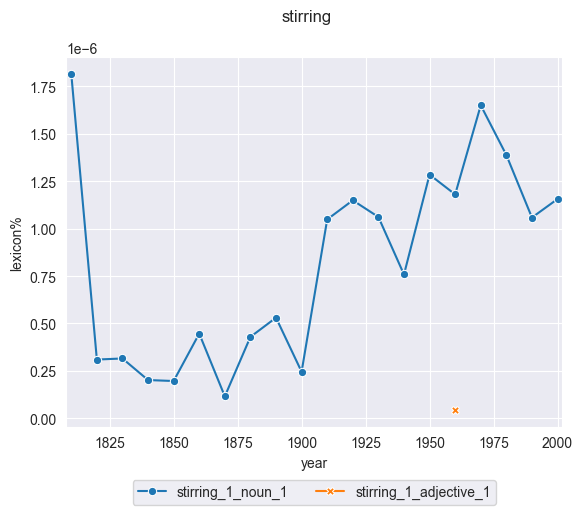 stirring
1e−6
1.75
1.50
1.25
1.00
0.75
0.50
0.25
0.00
lexicon%
1825 1850 1875 1900 1925 1950 1975 2000
year
stirring_1_noun_1 stirring_1_adjective_1